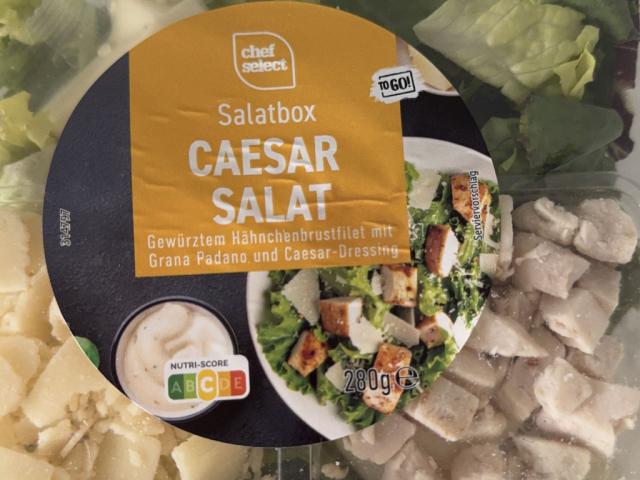 chef
select
TO GO!
Salatbox
CAESAR
SALAT
Gewürztem Hähnchenbrustfilet mit
Grana Padano und Caesar-Dressing
Serviervorschlag
NUTRI-SCORE
A B C D E
280g e